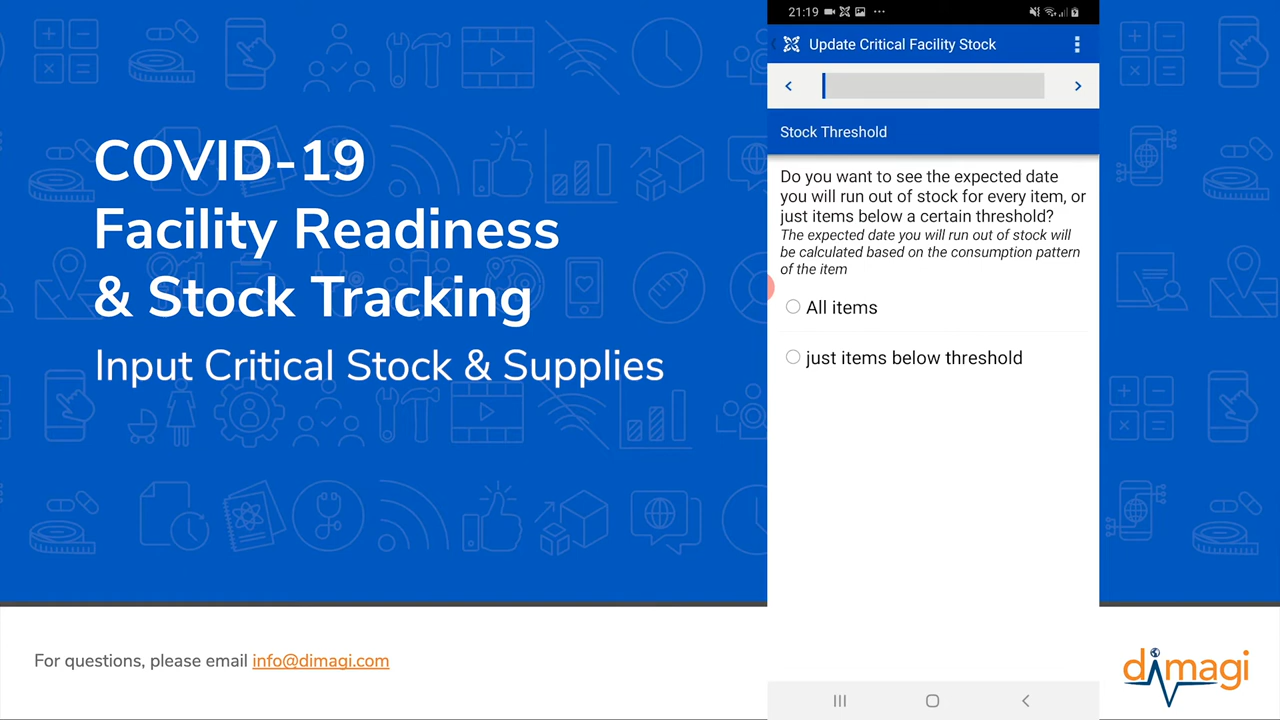 COVID-19
Facility Readiness
& Stock Tracking
Input Critical Stock & Supplies
For questions, please email info@dimagi.com
21:19
Update Critical Facility Stock
Stock Threshold
Do you want to see the expected date
you will run out of stock for every item, or
just items below a certain threshold?
The expected date you will run out of stock will
be calculated based on the consumption pattern
of the item
All items
just items below threshold
dimagi